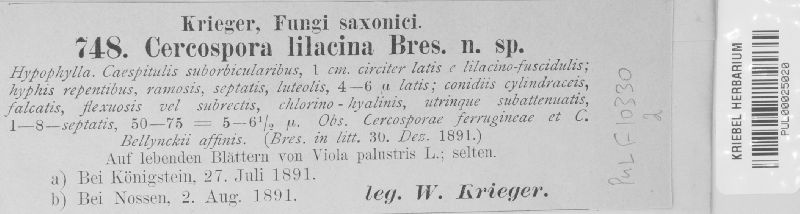 Krieger, Fungi saxonici.
748. Cercospora lilacina Bres. n. sp.
Hypophylla. Caespitulis suborbicularibus, 1 cm. circiter latis e lilacino-fuscidulis;
hyphis repentibus, ramosis, septatis, luteolis, 4—6 µ latis; conidiis cylindraceis,
falcatis, flexuosis vel subrectis, chlorino-hyalinis, utrinque subattenuatis,
1—8—septatis, 50—75 = 5—6¹/₂ µ. Obs. Cercosporae ferrugineae et C.
Bellynckii affinis. (Bres. in litt. 30. Dez. 1891.)
Auf lebenden Blättern von Viola palustris L.; selten.
a) Bei Königstein, 27. Juli 1891.
b) Bei Nossen, 2. Aug. 1891.
leg. W. Krieger.
PuL F 10330
2
KRIEBEL HERBARIUM
PUL00025020